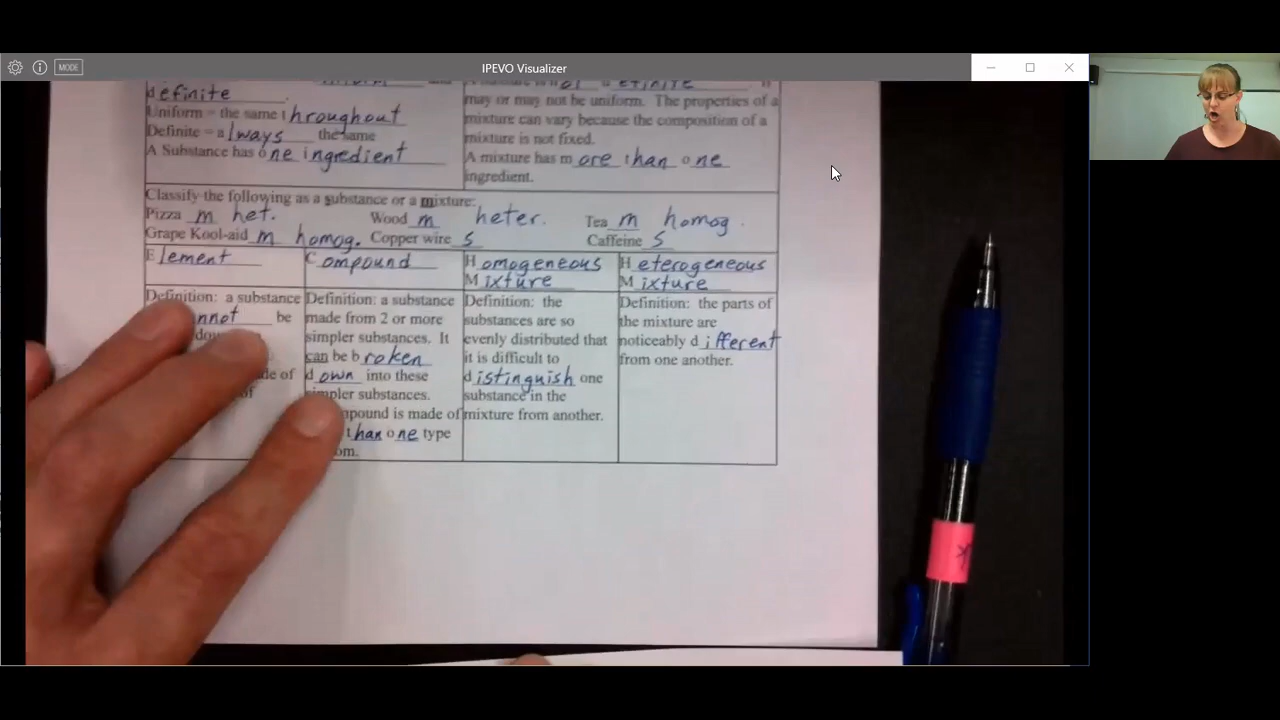 MODE
IPEVO Visualizer
definite.
may or may not be uniform. The properties of a
Uniform = the same throughout
mixture can vary because the composition of a
Definite = always the same
mixture is not fixed.
A Substance has one ingredient
A mixture has more than one
ingredient.
Classify the following as a substance or a mixture:
Pizza m het. Wood m heter. Tea m homog.
Grape Kool-aid m homog. Copper wire s Caffeine s
Element
Compound
Homogeneous
Mixture
Heterogeneous
Mixture
Definition: a substance
be
Definition: a substance
made from 2 or more
simpler substances. It
can be broken
down into these
simpler substances.
is made of
than one type
Definition: the
substances are so
evenly distributed that
it is difficult to
distinguish one
substance in the
mixture from another.
Definition: the parts of
the mixture are
noticeably different
from one another.